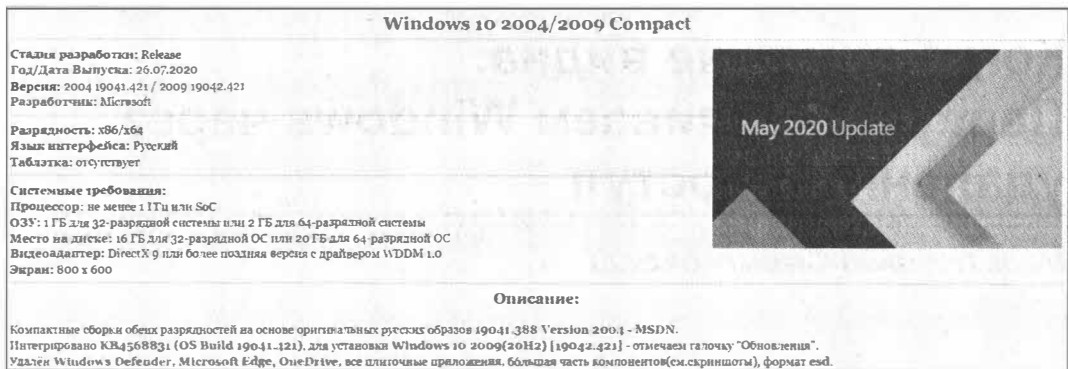 Windows 10 2004/2009 Compact
Стадия разработки: Release
Год/Дата Выпуска: 26.07.2020
Версия: 2004 19041.421 / 2009 19042.421
Разработчик: Microsoft
Разрядность: x86/x64
Язык интерфейса: Русский
Таблэтка: отсутствует
Системные требования:
Процессор: не менее 1 ГГц или SoC
ОЗУ: 1 ГБ для 32-разрядной системы или 2 ГБ для 64-разрядной системы
Место на диске: 16 ГБ для 32-разрядной ОС или 20 ГБ для 64-разрядной ОС
Видеоадаптер: DirectX 9 или более поздняя версия с драйвером WDDM 1.0
Экран: 800 x 600
May 2020 Update
Описание:
Компактные сборки обеих разрядностей на основе оригинальных русских образов 19041.388 Version 2004 - MSDN.
Интегрировано KB4568831 (OS Build 19041.421), для установки Windows 10 2009(20H2) [19042.421] - отмечаем галочку "Обновления".
Удалён Windows Defender, Microsoft Edge, OneDrive, все плиточные приложения, бóльшая часть компонентов(см.скриншоты), формат esd.